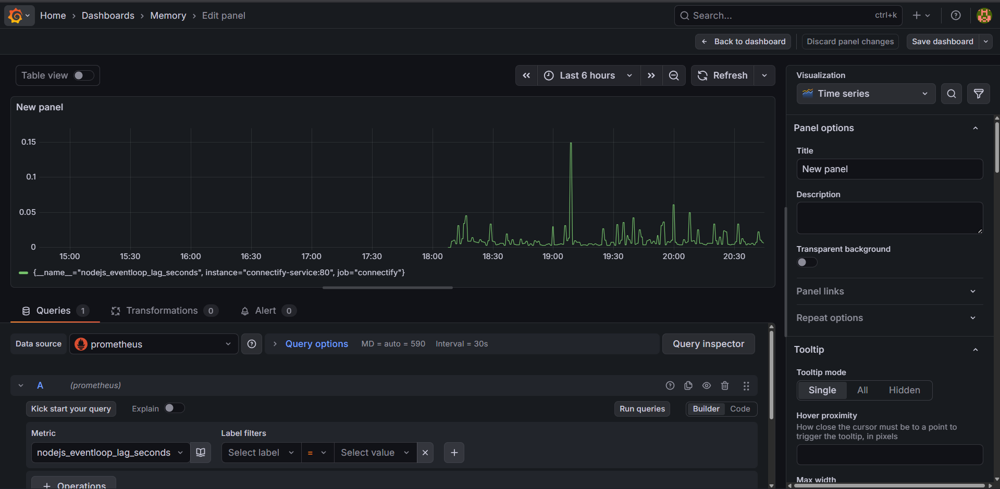 Home › Dashboards › Memory › Edit panel
Search...
ctrl+k
Back to dashboard
Discard panel changes
Save dashboard
Table view
Last 6 hours
Refresh
New panel
0.15
0.1
0.05
0
15:00 15:30 16:00 16:30 17:00 17:30 18:00 18:30 19:00 19:30 20:00 20:30
{__name__="nodejs_eventloop_lag_seconds", instance="connectify-service:80", job="connectify"}
Queries 1
Transformations 0
Alert 0
Data source
prometheus
Query options
MD = auto = 590
Interval = 30s
Query inspector
A
(prometheus)
Kick start your query
Explain
Run queries
Builder
Code
Metric
Label filters
nodejs_eventloop_lag_seconds
Select label
=
Select value
Operations
Visualization
Time series
Panel options
Title
New panel
Description
Transparent background
Panel links
Repeat options
Tooltip
Tooltip mode
Single
All
Hidden
Hover proximity
How close the cursor must be to a point to
trigger the tooltip, in pixels
Max width